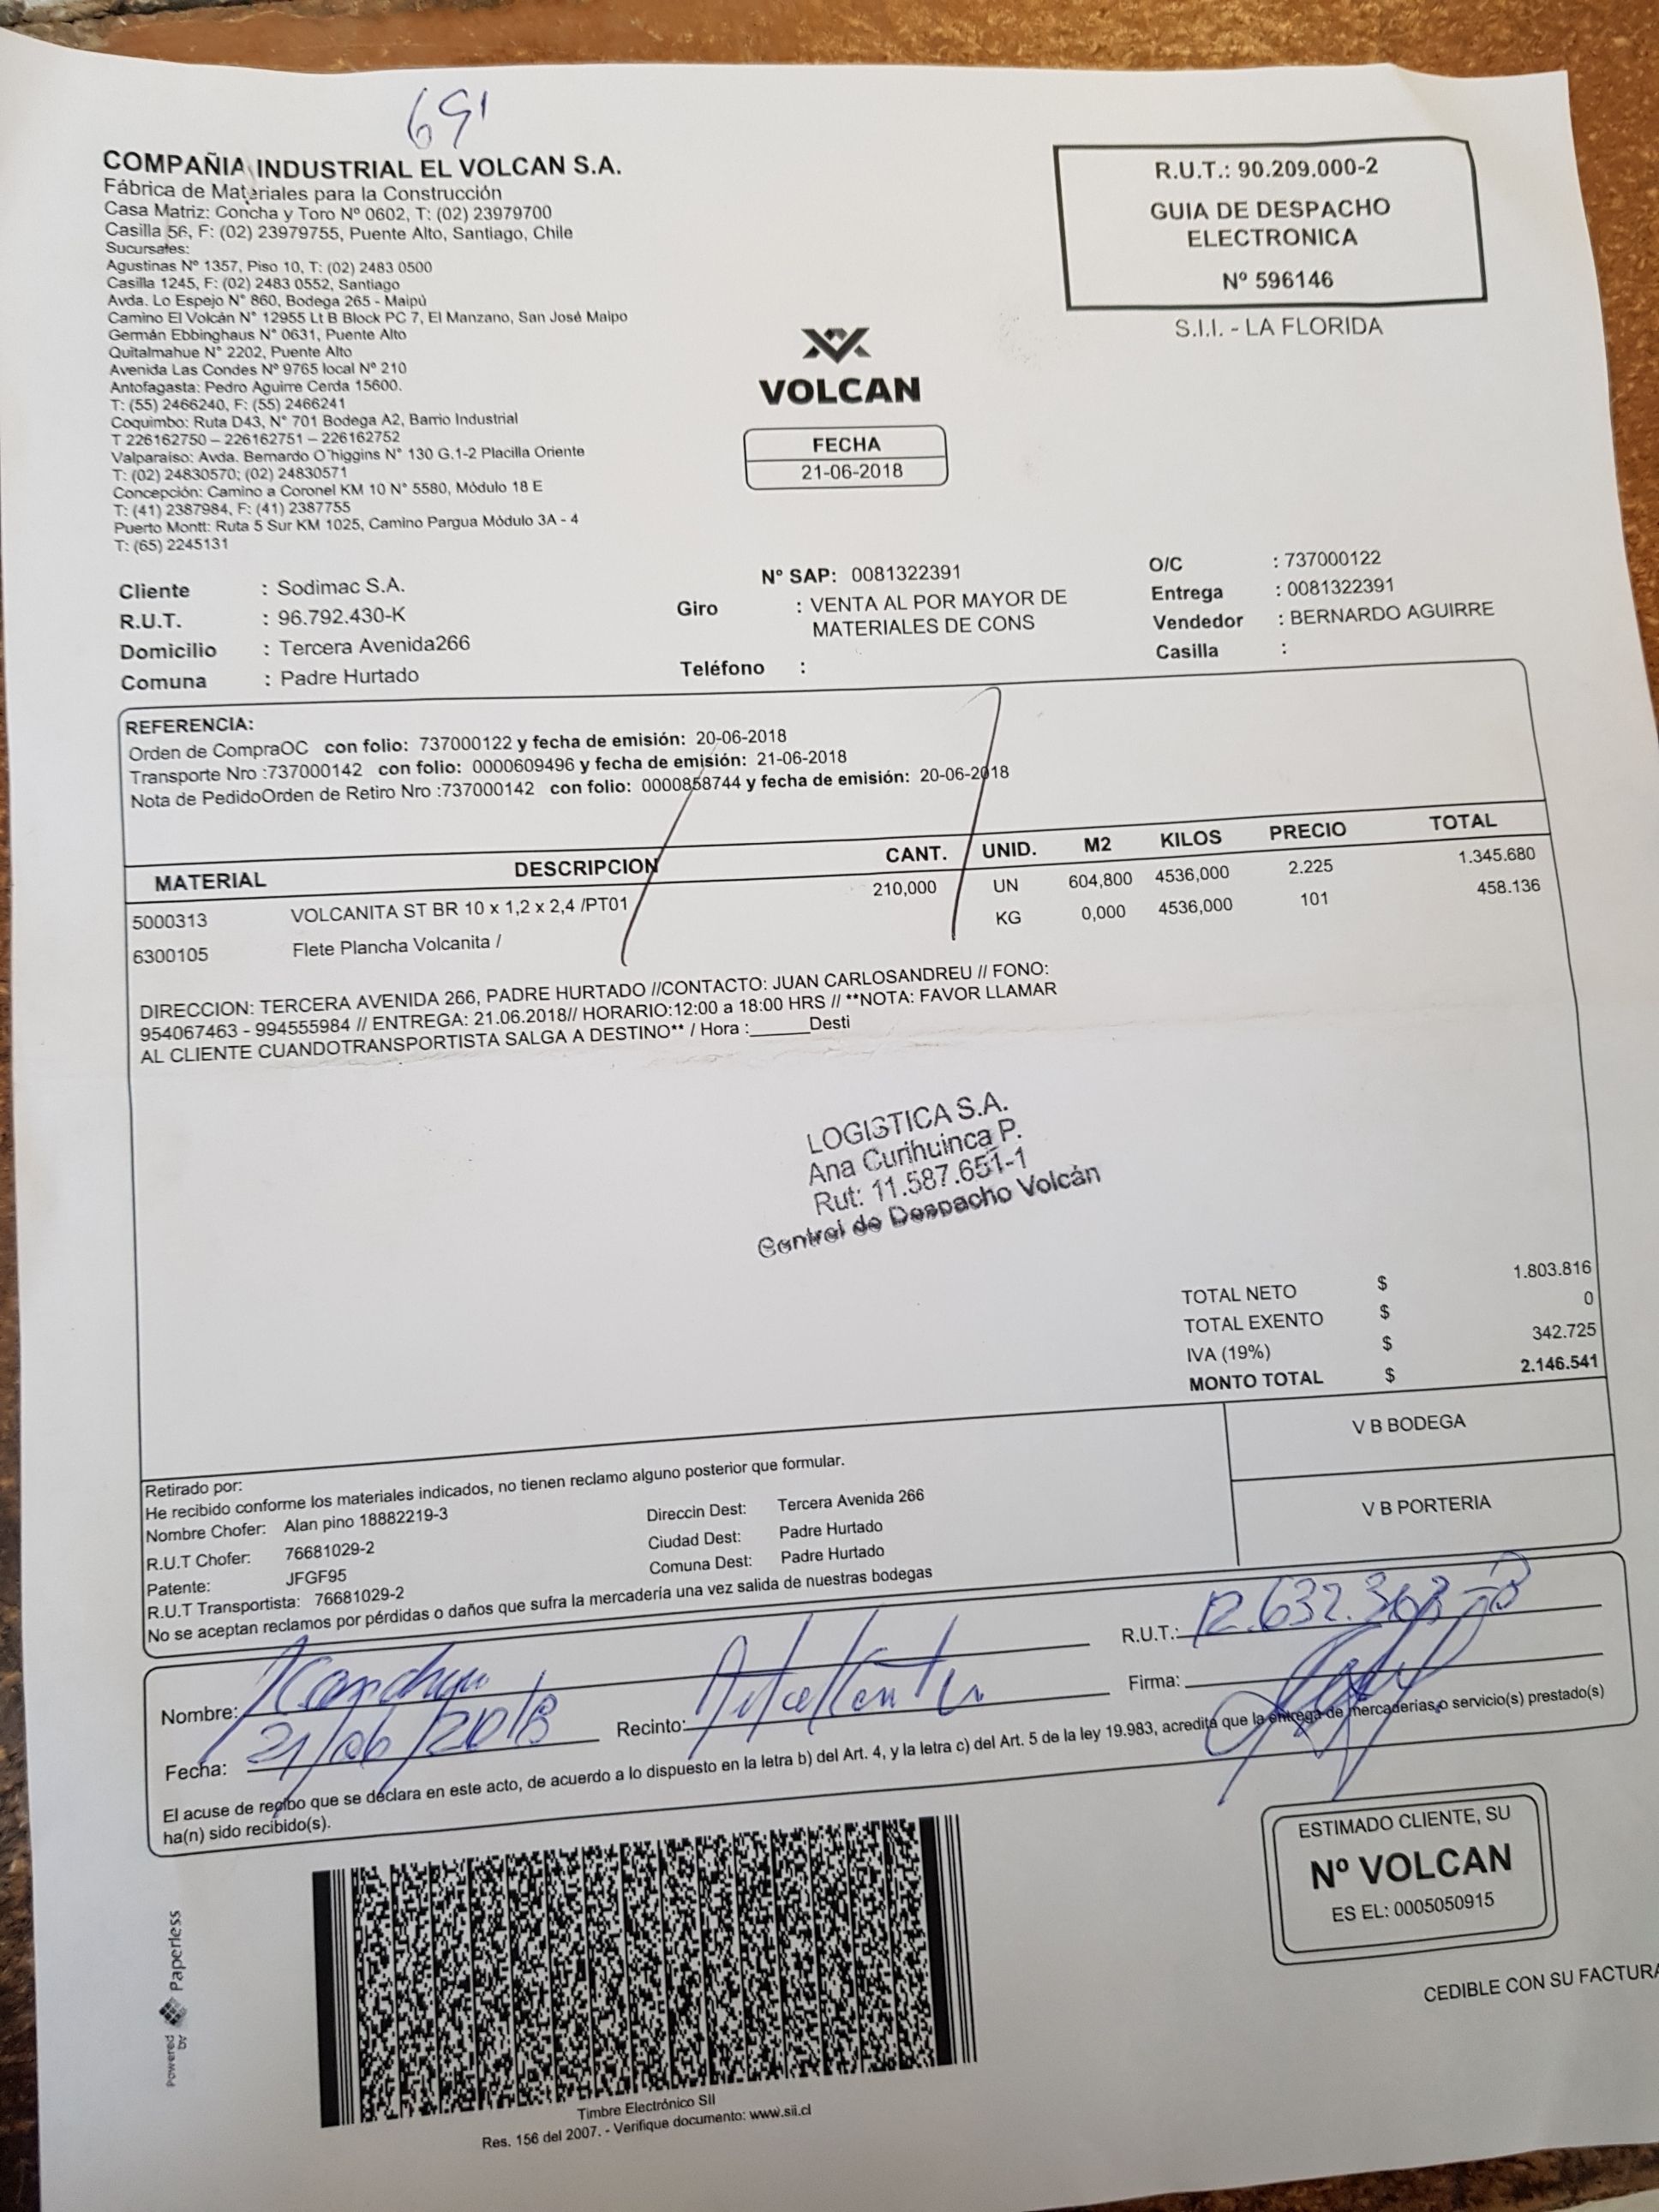 69'
COMPAÑIA INDUSTRIAL EL VOLCAN S.A.
Fábrica de Materiales para la Construcción
Casa Matriz: Concha y Toro Nº 0602, T: (02) 23979700
Casilla 56, F: (02) 23979755, Puente Alto, Santiago, Chile
Sucursales:
Agustinas Nº 1357, Piso 10, T: (02) 2483 0500
Casilla 1245, F: (02) 2483 0552, Santiago
Avda. Lo Espejo N° 860, Bodega 265 - Maipú
Camino El Volcán N° 12955 Lt B Block PC 7, El Manzano, San José Maipo
Germán Ebbinghaus N° 0631, Puente Alto
Quitalmahue N° 2202, Puente Alto
Avenida Las Condes Nº 9765 local Nº 210
Antofagasta: Pedro Aguirre Cerda 15600.
T: (55) 2466240, F: (55) 2466241
Coquimbo: Ruta D43, N° 701 Bodega A2, Barrio Industrial
T 226162750 – 226162751 – 226162752
Valparaiso: Avda. Bernardo O`higgins N° 130 G.1-2 Placilla Oriente
T: (02) 24830570; (02) 24830571
Concepción: Camino a Coronel KM 10 N° 5580, Módulo 18 E
T: (41) 2387984, F: (41) 2387755
Puerto Montt: Ruta 5 Sur KM 1025, Camino Pargua Módulo 3A - 4
T: (65) 2245131
R.U.T.: 90.209.000-2
GUIA DE DESPACHO
ELECTRONICA
Nº 596146
S.I.I. - LA FLORIDA
VOLCAN
FECHA
21-06-2018
Cliente : Sodimac S.A.
R.U.T. : 96.792.430-K
Domicilio : Tercera Avenida266
Comuna : Padre Hurtado
Nº SAP: 0081322391
Giro : VENTA AL POR MAYOR DE
MATERIALES DE CONS
Teléfono :
O/C : 737000122
Entrega : 0081322391
Vendedor : BERNARDO AGUIRRE
Casilla :
REFERENCIA:
Orden de CompraOC con folio: 737000122 y fecha de emisión: 20-06-2018
Transporte Nro :737000142 con folio: 0000609496 y fecha de emisión: 21-06-2018
Nota de PedidoOrden de Retiro Nro :737000142 con folio: 0000858744 y fecha de emisión: 20-06-2018
MATERIAL DESCRIPCION CANT. UNID. M2 KILOS PRECIO TOTAL
5000313 VOLCANITA ST BR 10 x 1,2 x 2,4 /PT01 210,000 UN 604,800 4536,000 2.225 1.345.680
6300105 Flete Plancha Volcanita / KG 0,000 4536,000 101 458.136
DIRECCION: TERCERA AVENIDA 266, PADRE HURTADO //CONTACTO: JUAN CARLOSANDREU // FONO:
954067463 - 994555984 // ENTREGA: 21.06.2018// HORARIO:12:00 a 18:00 HRS // **NOTA: FAVOR LLAMAR
AL CLIENTE CUANDOTRANSPORTISTA SALGA A DESTINO** / Hora :______Desti
LOGISTICA S.A.
Ana Curihuinca P.
Rut: 11.587.651-1
Control de Despacho Volcán
TOTAL NETO $ 1.803.816
TOTAL EXENTO $ 0
IVA (19%) $ 342.725
MONTO TOTAL $ 2.146.541
V B BODEGA
V B PORTERIA
Retirado por:
He recibido conforme los materiales indicados, no tienen reclamo alguno posterior que formular.
Nombre Chofer: Alan pino 18882219-3
R.U.T Chofer: 76681029-2
Patente: JFGF95
R.U.T Transportista: 76681029-2
Direccin Dest: Tercera Avenida 266
Ciudad Dest: Padre Hurtado
Comuna Dest: Padre Hurtado
No se aceptan reclamos por pérdidas o daños que sufra la mercadería una vez salida de nuestras bodegas
Nombre:
Recinto:
R.U.T.: 12.632.308-8
Firma:
Fecha: 21/06/2018
El acuse de recibo que se declara en este acto, de acuerdo a lo dispuesto en la letra b) del Art. 4, y la letra c) del Art. 5 de la ley 19.983, acredita que la entrega de mercaderias o servicio(s) prestado(s)
ha(n) sido recibido(s).
Powered by Paperless
Timbre Electrónico SII
Res. 156 del 2007. - Verifique documento: www.sii.cl
ESTIMADO CLIENTE, SU
Nº VOLCAN
ES EL: 0005050915
CEDIBLE CON SU FACTURA